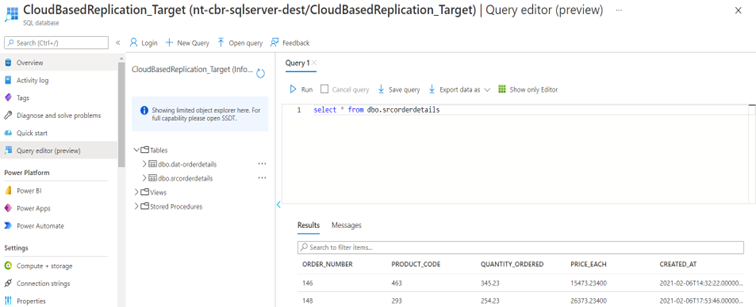 CloudBasedReplication_Target (nt-cbr-sqlserver-dest/CloudBasedReplication_Target) | Query editor (preview) ...
SQL database
Search (Ctrl+/)
Login
New Query
Open query
Feedback
Overview
Activity log
Tags
Diagnose and solve problems
Quick start
Query editor (preview)
Power Platform
Power BI
Power Apps
Power Automate
Settings
Compute + storage
Connection strings
Properties
CloudBasedReplication_Target (Info...
Showing limited object explorer here. For
full capability please open SSDT.
Tables
dbo.dat-orderdetails ...
dbo.srcorderdetails ...
Views
Stored Procedures
Query 1
Run
Cancel query
Save query
Export data as
Show only Editor
1 select * from dbo.srcorderdetails
Results Messages
Search to filter items...
ORDER_NUMBER PRODUCT_CODE QUANTITY_ORDERED PRICE_EACH CREATED_AT
146 463 345.23 15473.23400 2021-02-06T14:32:22.00000...
148 293 254.23 26373.23400 2021-02-06T17:53:46.00000...